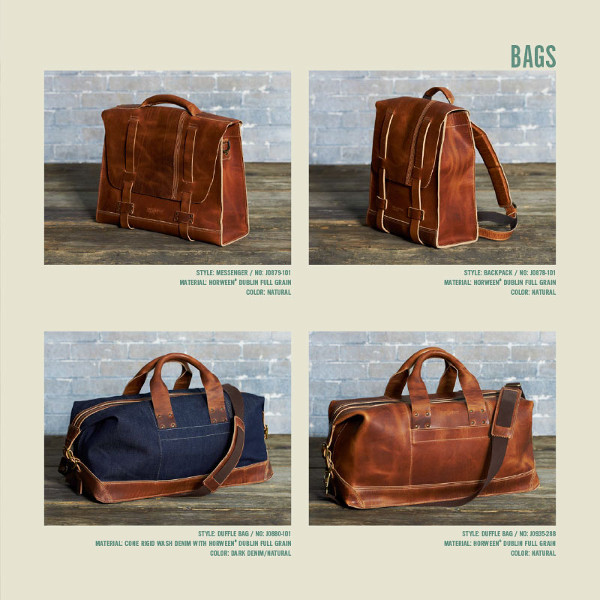 BAGS
STYLE: MESSENGER / NO: J0879-101
MATERIAL: HORWEEN® DUBLIN FULL GRAIN
COLOR: NATURAL
STYLE: BACKPACK / NO: J0878-101
MATERIAL: HORWEEN® DUBLIN FULL GRAIN
COLOR: NATURAL
STYLE: DUFFLE BAG / NO: J0880-101
MATERIAL: CONE RIGID WASH DENIM WITH HORWEEN® DUBLIN FULL GRAIN
COLOR: DARK DENIM/NATURAL
STYLE: DUFFLE BAG / NO: J0935-288
MATERIAL: HORWEEN® DUBLIN FULL GRAIN
COLOR: NATURAL